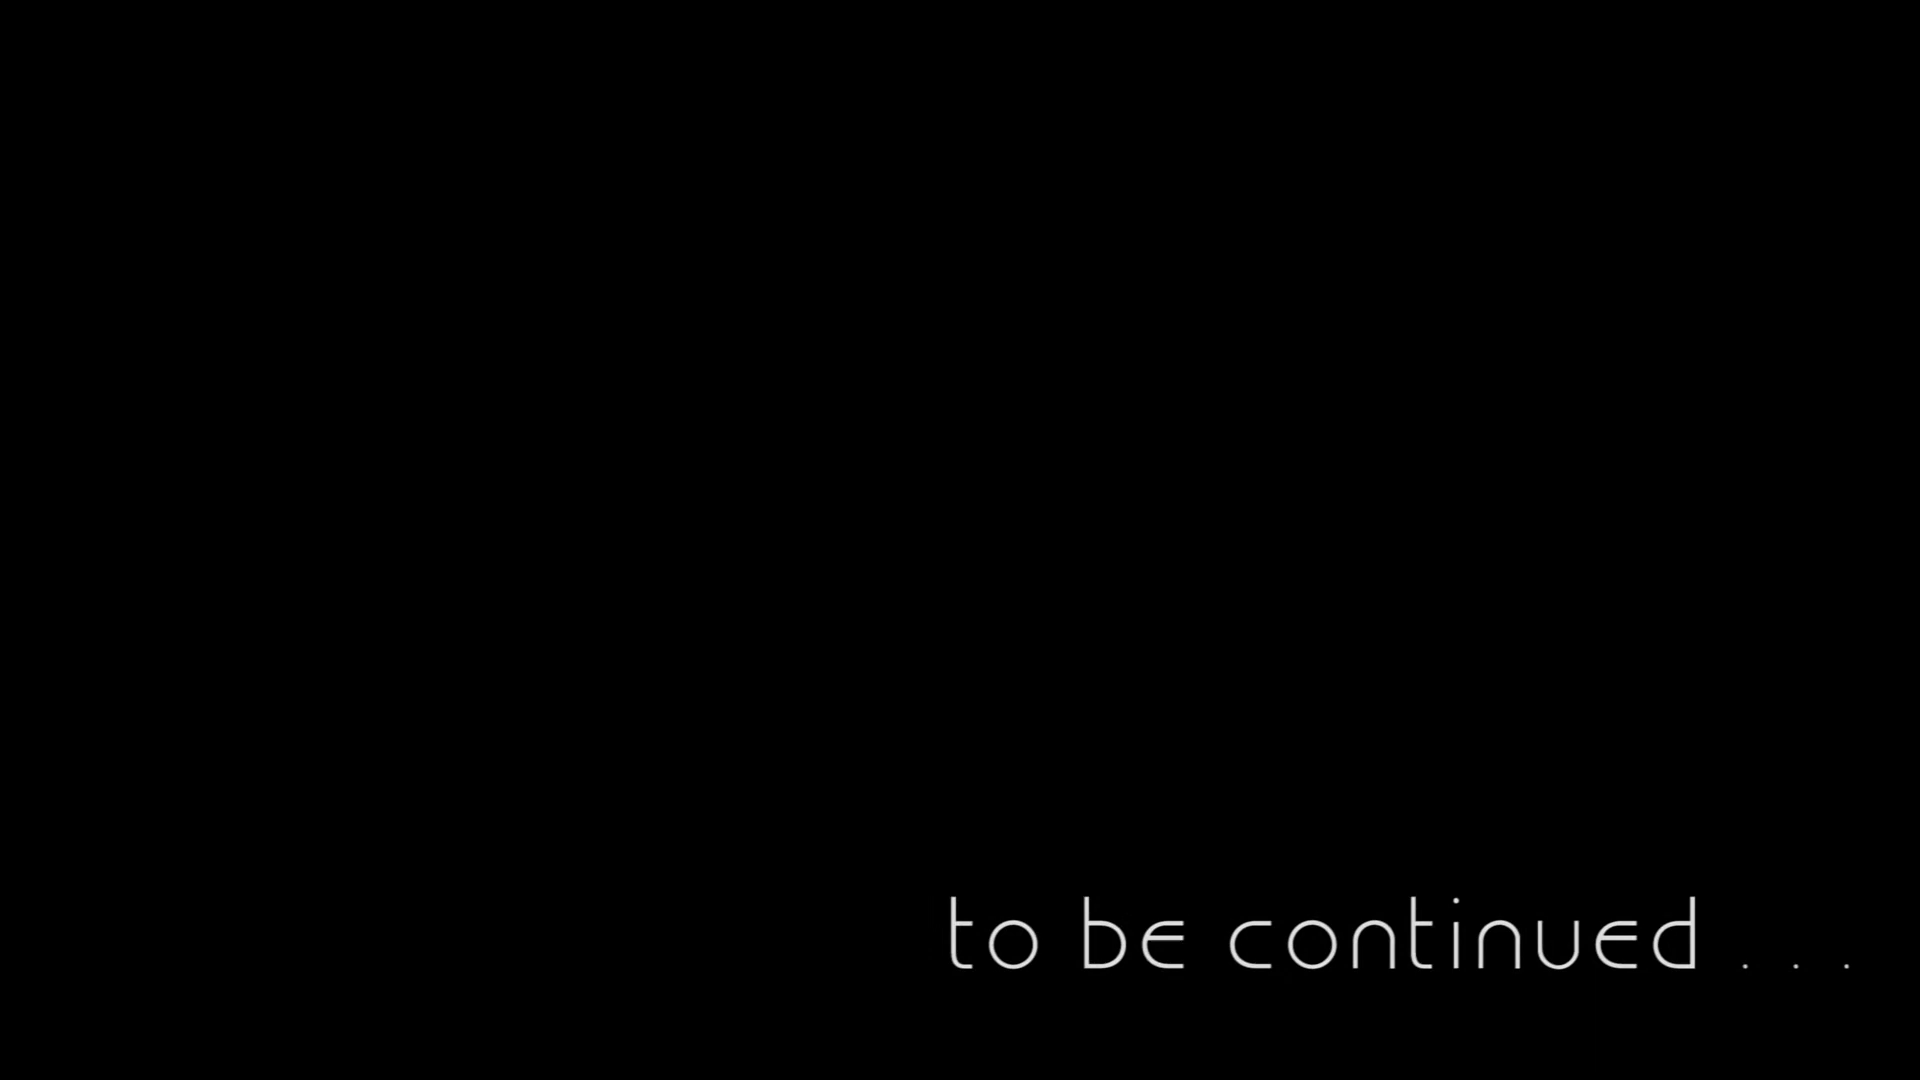 to be continued . . .